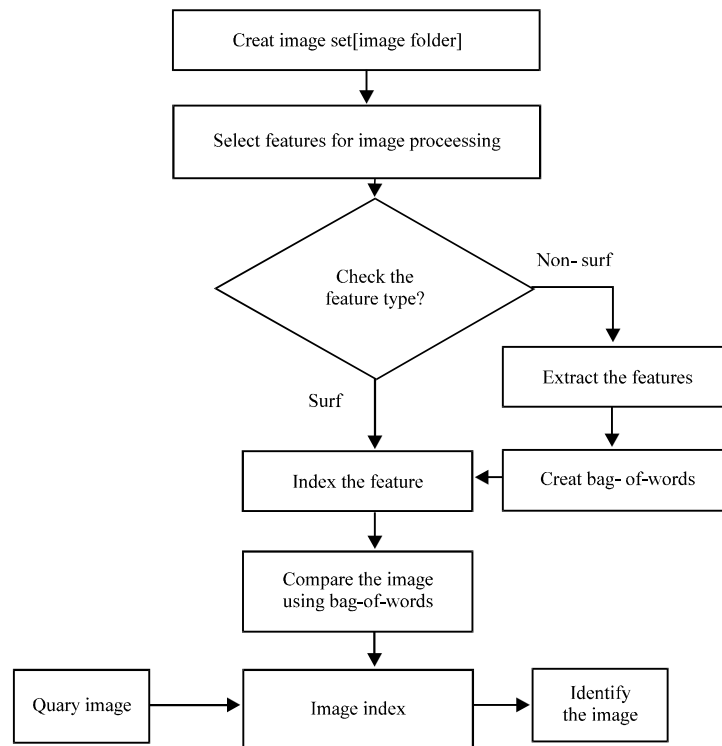 Creat image set[image folder]
Select features for image proceessing
Check the
feature type?
Non- surf
Extract the features
Surf
Index the feature
Creat bag- of-words
Compare the image
using bag-of-words
Quary image
Image index
Identify
the image